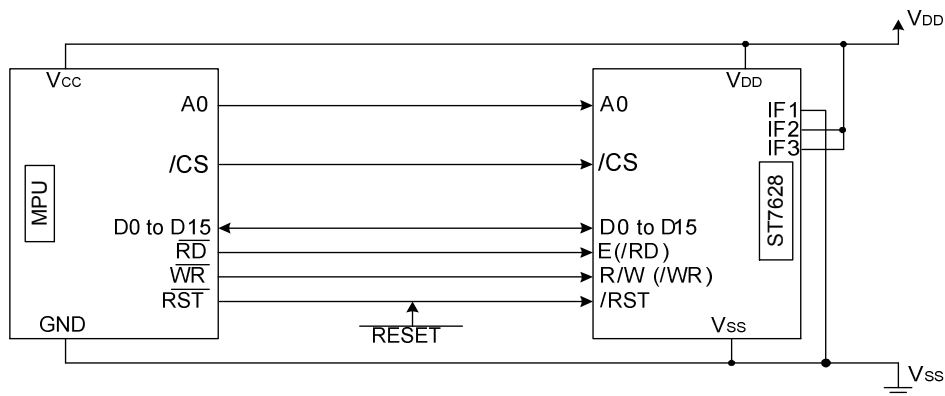 VDD
VCC
VDD
A0
A0
IF1
IF2
IF3
/CS
/CS
MPU
ST7628
D0 to D15
D0 to D15
RD
E(/RD)
WR
R/W (/WR)
RST
/RST
GND
RESET
VSS
VSS